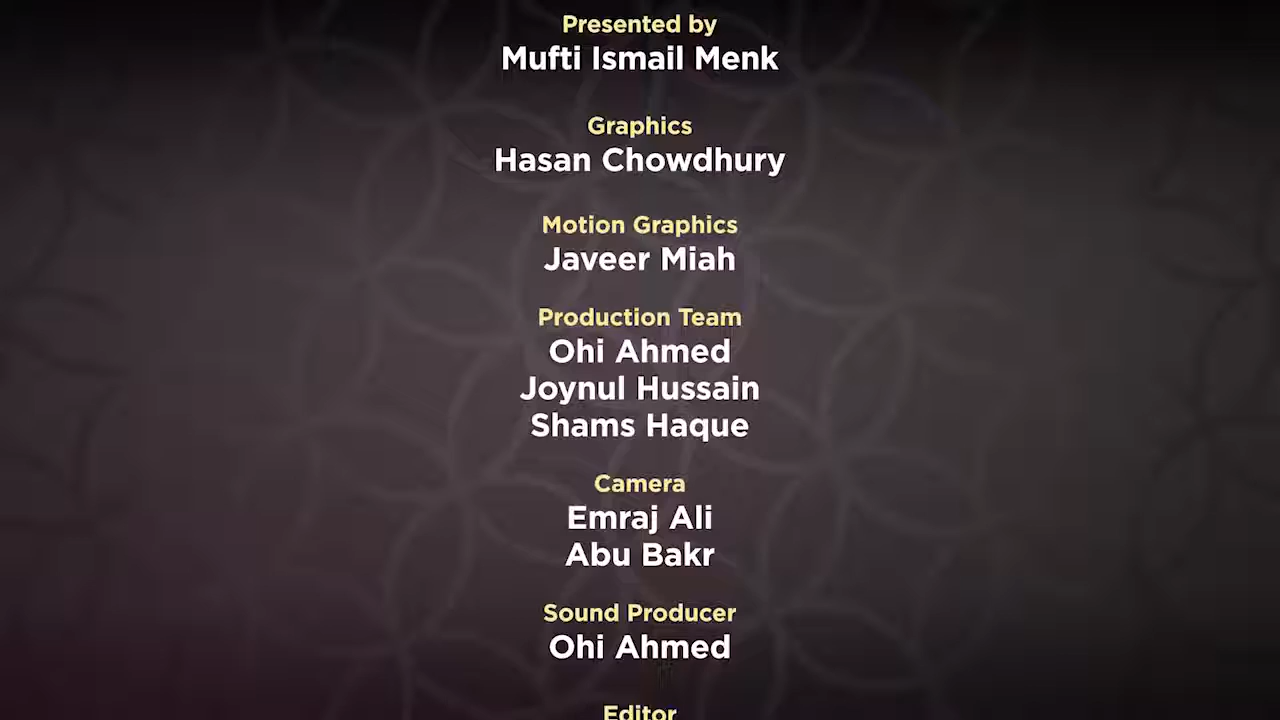 Presented by
Mufti Ismail Menk
Graphics
Hasan Chowdhury
Motion Graphics
Javeer Miah
Production Team
Ohi Ahmed
Joynul Hussain
Shams Haque
Camera
Emraj Ali
Abu Bakr
Sound Producer
Ohi Ahmed
Editor